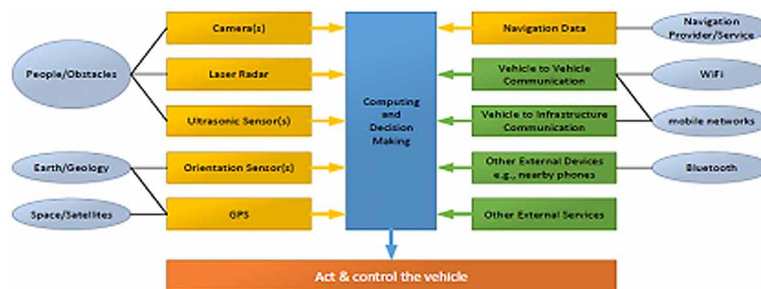 Camera(s)
Navigation Data
Navigation
Provider/Service
People/Obstacles
Laser Radar
Vehicle to Vehicle
Communication
WiFi
Ultrasonic Sensor(s)
Computing
and
Decision
Making
Vehicle to Infrastructure
Communication
mobile networks
Earth/Geology
Orientation Sensor(s)
Other External Devices
e.g., nearby phones
Bluetooth
Space/Satellites
GPS
Other External Services
Act & control the vehicle